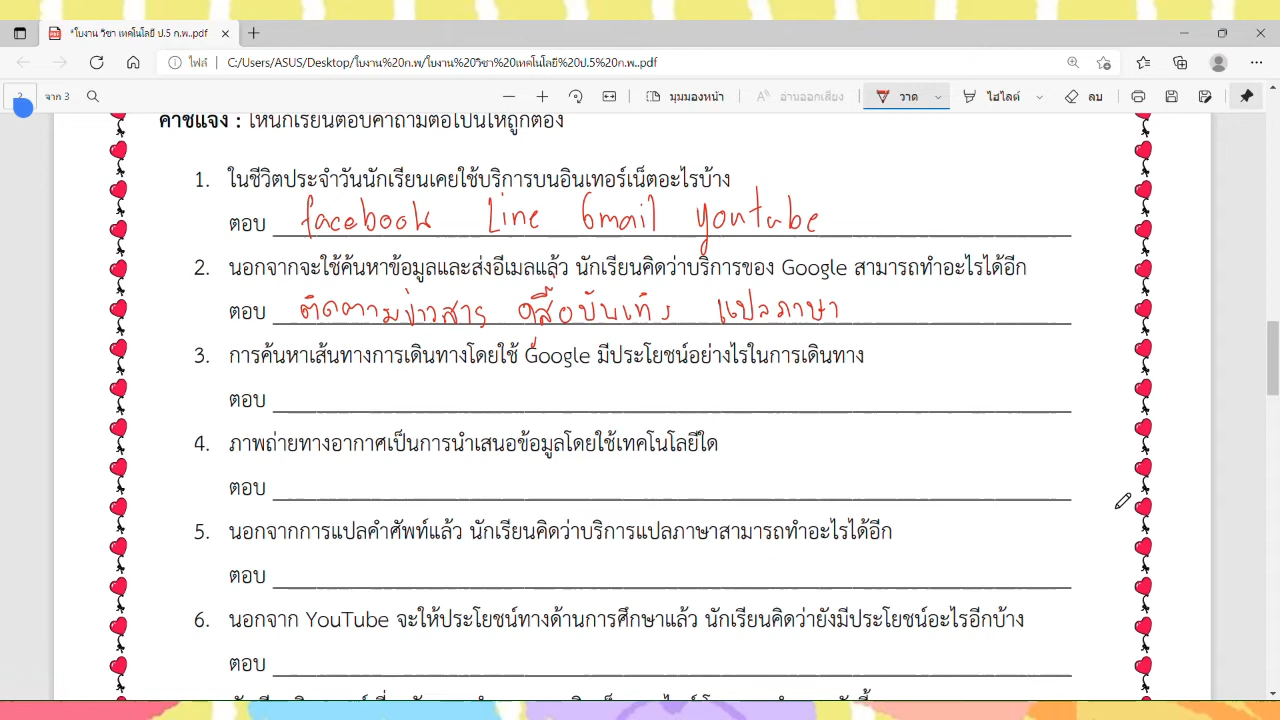 *ใบงาน วิชา เทคโนโลยี ป.5 ก.พ..pdf
ไฟล์ C:/Users/ASUS/Desktop/ใบงาน%20ก.พ/ใบงาน%20วิชา%20เทคโนโลยี%20ป.5%20ก.พ..pdf
2 จาก 3 มุมมองหน้า อ่านออกเสียง วาด ไฮไลต์ ลบ
คำชี้แจง : ให้นักเรียนตอบคำถามต่อไปนี้ให้ถูกต้อง
1. ในชีวิตประจำวันนักเรียนเคยใช้บริการบนอินเทอร์เน็ตอะไรบ้าง
ตอบ facebook Line Gmail youtube
2. นอกจากจะใช้ค้นหาข้อมูลและส่งอีเมลแล้ว นักเรียนคิดว่าบริการของ Google สามารถทำอะไรได้อีก
ตอบ ติดตามข่าวสาร ดูสื่อบันเทิง แปลภาษา
3. การค้นหาเส้นทางการเดินทางโดยใช้ Google มีประโยชน์อย่างไรในการเดินทาง
ตอบ
4. ภาพถ่ายทางอากาศเป็นการนำเสนอข้อมูลโดยใช้เทคโนโลยีใด
ตอบ
5. นอกจากการแปลคำศัพท์แล้ว นักเรียนคิดว่าบริการแปลภาษาสามารถทำอะไรได้อีก
ตอบ
6. นอกจาก YouTube จะให้ประโยชน์ทางด้านการศึกษาแล้ว นักเรียนคิดว่ายังมีประโยชน์อะไรอีกบ้าง
ตอบ